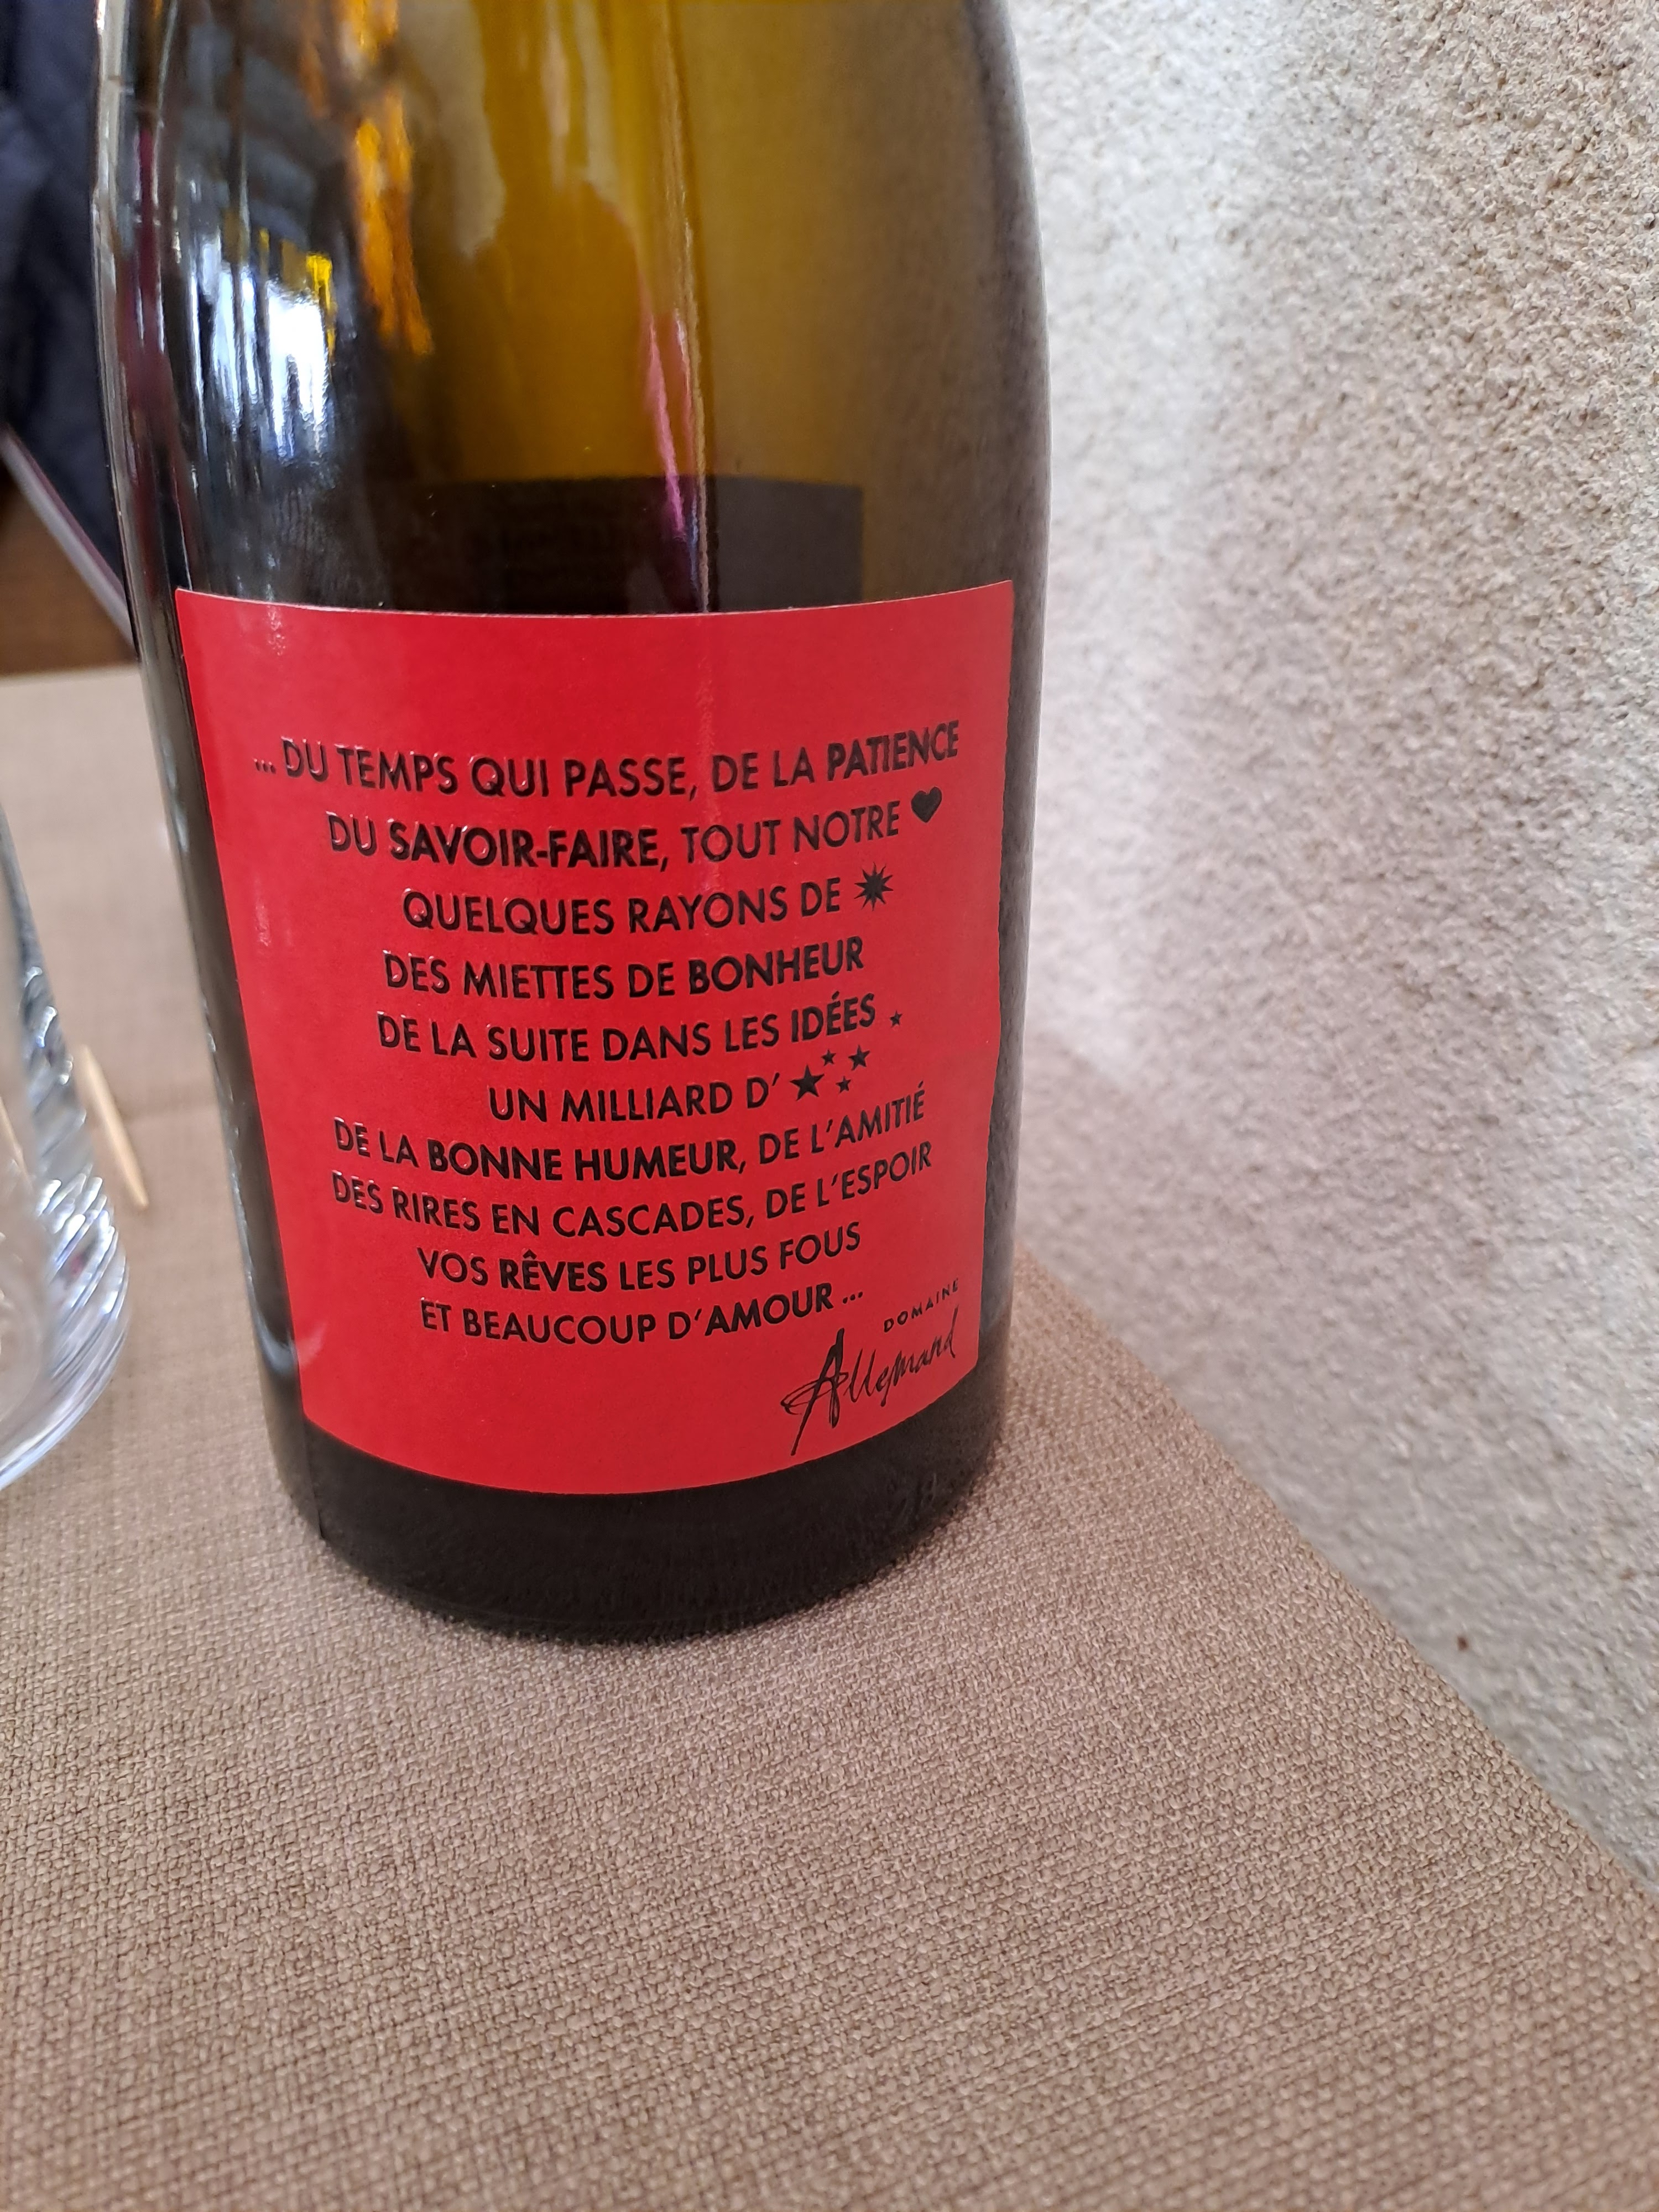 ... DU TEMPS QUI PASSE, DE LA PATIENCE
DU SAVOIR-FAIRE, TOUT NOTRE ♥
QUELQUES RAYONS DE ✹
DES MIETTES DE BONHEUR
DE LA SUITE DANS LES IDÉES
UN MILLIARD D' ★
DE LA BONNE HUMEUR, DE L'AMITIÉ
DES RIRES EN CASCADES, DE L'ESPOIR
VOS RÊVES LES PLUS FOUS
ET BEAUCOUP D'AMOUR ...
DOMAINE
Allemand